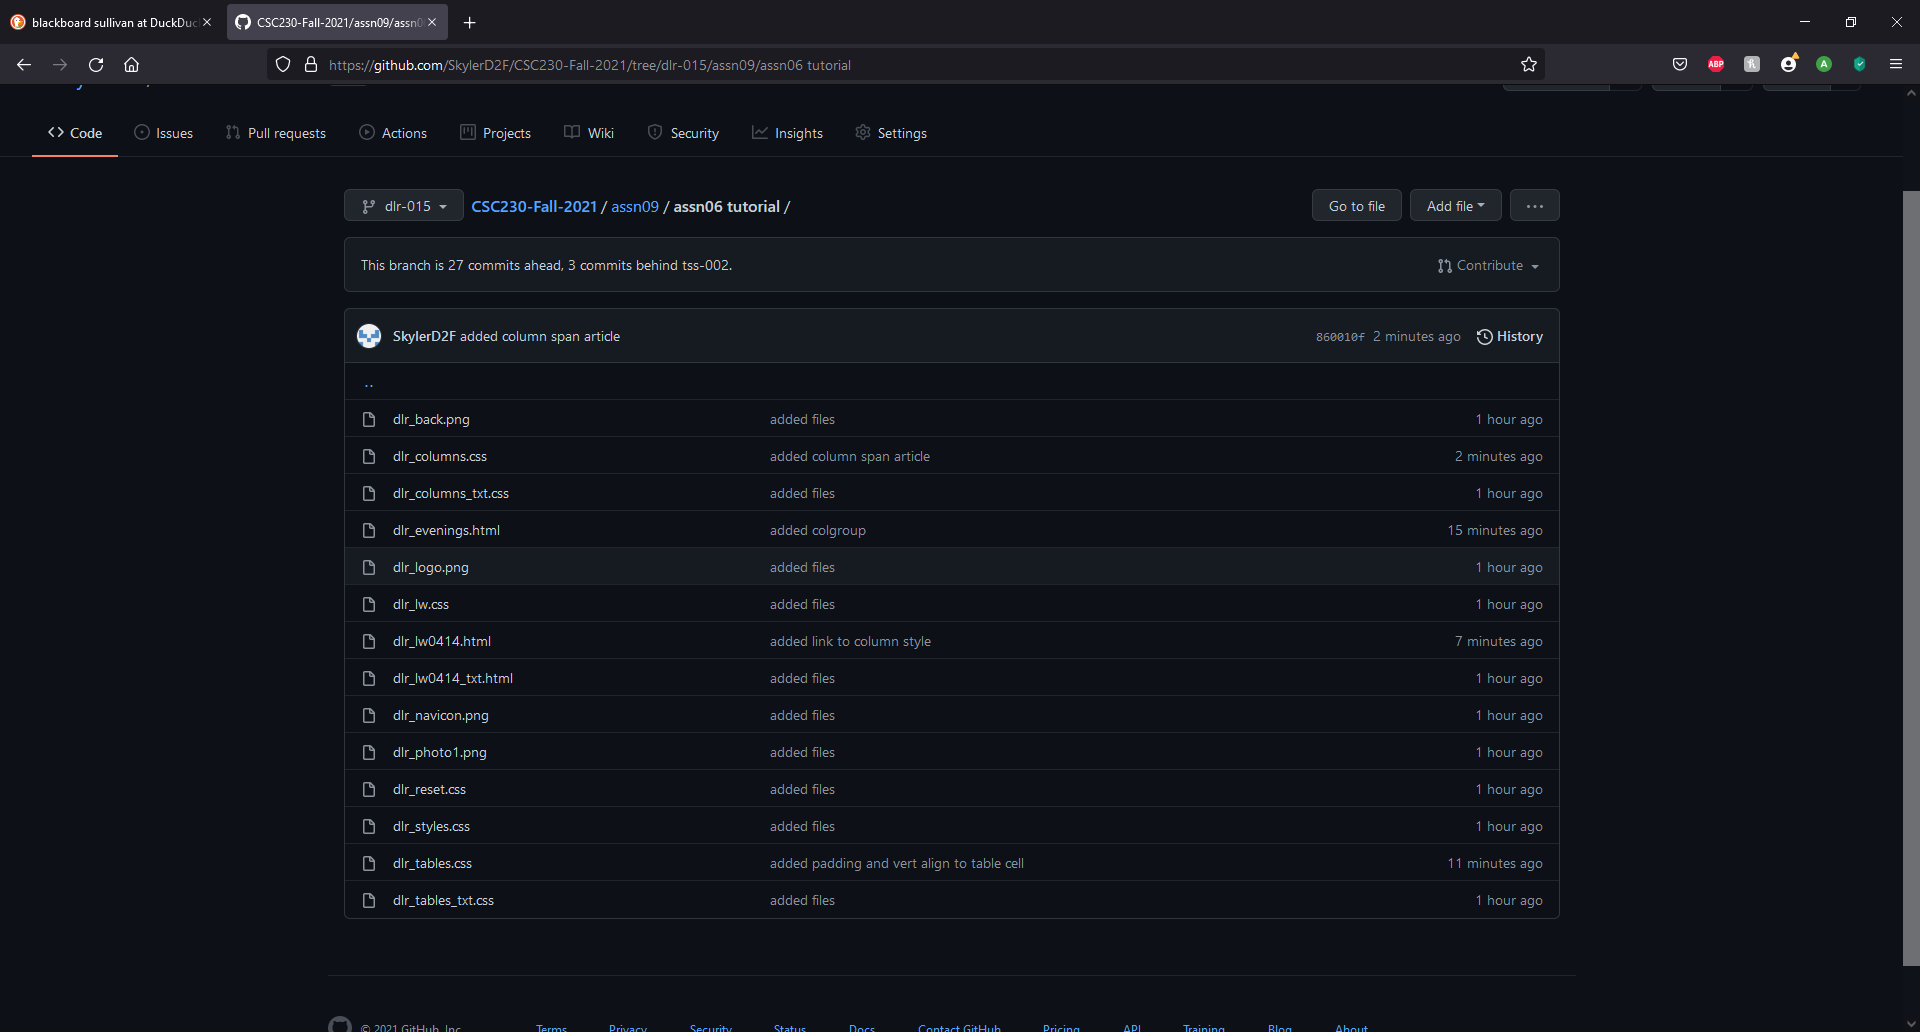 blackboard sullivan at DuckDuc
CSC230-Fall-2021/assn09/assn0
https://github.com/SkylerD2F/CSC230-Fall-2021/tree/dlr-015/assn09/assn06 tutorial
ABP
A
Code Issues Pull requests Actions Projects Wiki Security Insights Settings
dlr-015 CSC230-Fall-2021 / assn09 / assn06 tutorial / Go to file Add file ...
This branch is 27 commits ahead, 3 commits behind tss-002. Contribute
SkylerD2F added column span article 860010f 2 minutes ago History
..
dlr_back.png added files 1 hour ago
dlr_columns.css added column span article 2 minutes ago
dlr_columns_txt.css added files 1 hour ago
dlr_evenings.html added colgroup 15 minutes ago
dlr_logo.png added files 1 hour ago
dlr_lw.css added files 1 hour ago
dlr_lw0414.html added link to column style 7 minutes ago
dlr_lw0414_txt.html added files 1 hour ago
dlr_navicon.png added files 1 hour ago
dlr_photo1.png added files 1 hour ago
dlr_reset.css added files 1 hour ago
dlr_styles.css added files 1 hour ago
dlr_tables.css added padding and vert align to table cell 11 minutes ago
dlr_tables_txt.css added files 1 hour ago
© 2021 GitHub, Inc. Terms Privacy Security Status Docs Contact GitHub Pricing API Training Blog About